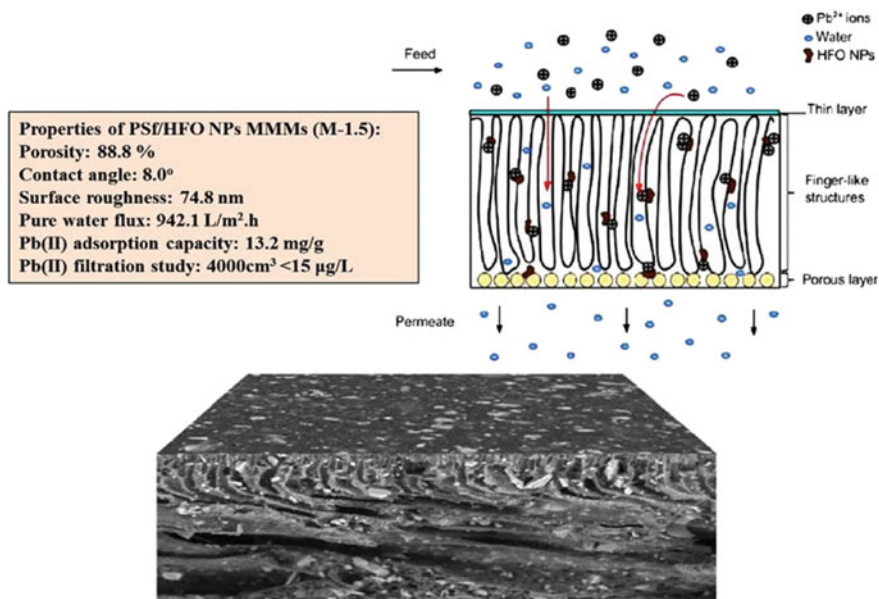 Pb²⁺ ions
Water
HFO NPs
Feed
Thin layer
Finger-like
structures
Porous layer
Permeate
Properties of PSf/HFO NPs MMMs (M-1.5):
Porosity: 88.8 %
Contact angle: 8.0°
Surface roughness: 74.8 nm
Pure water flux: 942.1 L/m².h
Pb(II) adsorption capacity: 13.2 mg/g
Pb(II) filtration study: 4000cm³ <15 µg/L